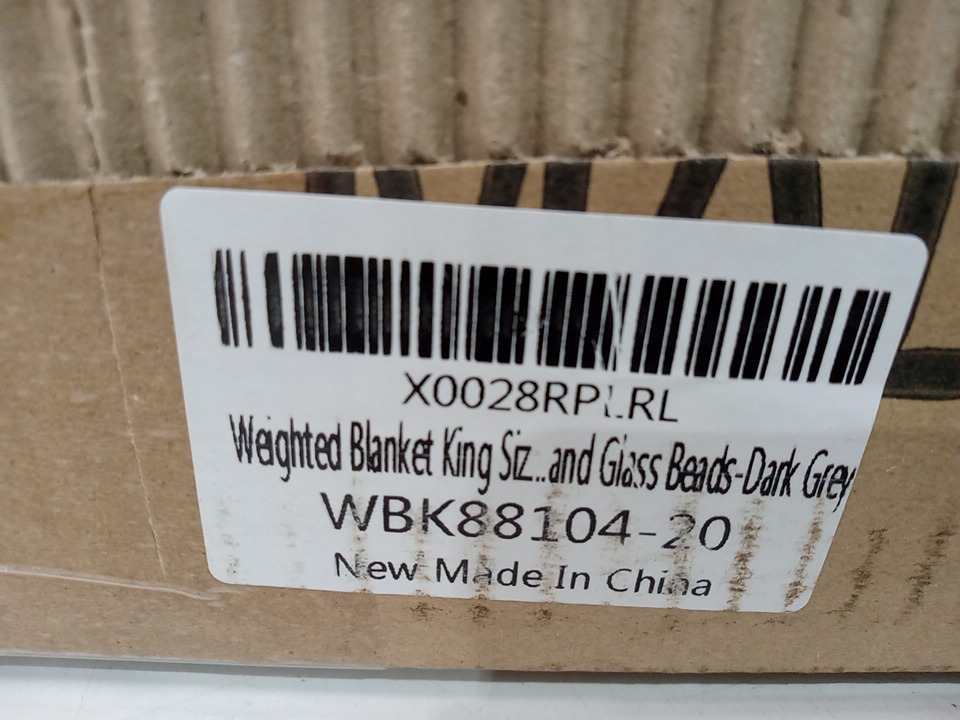 X0028RPLRL
Weighted Blanket King Siz...and Glass Beads-Dark Grey
WBK88104-20
New Made In China